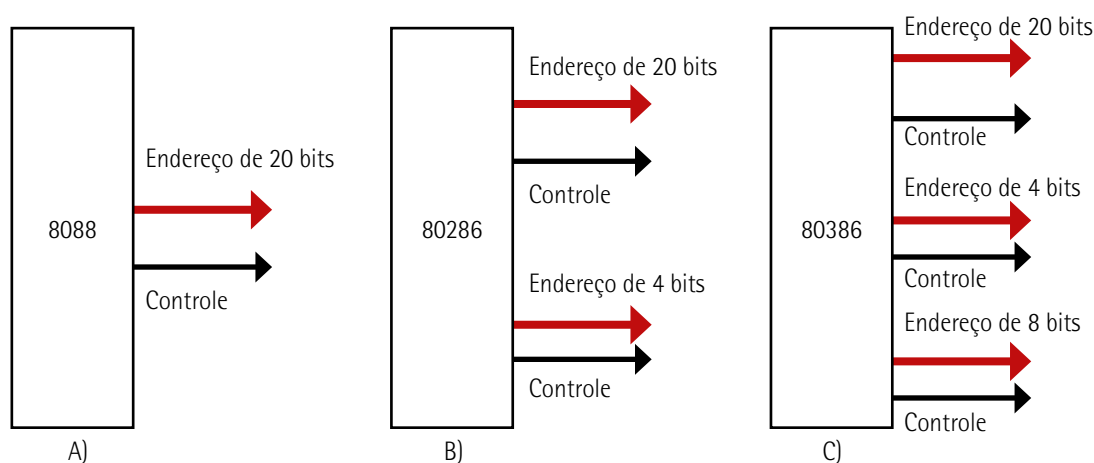 Endereço de 20 bits
8088
Controle
A)
Endereço de 20 bits
Controle
80286
Endereço de 4 bits
Controle
B)
Endereço de 20 bits
Controle
Endereço de 4 bits
80386
Controle
Endereço de 8 bits
Controle
C)